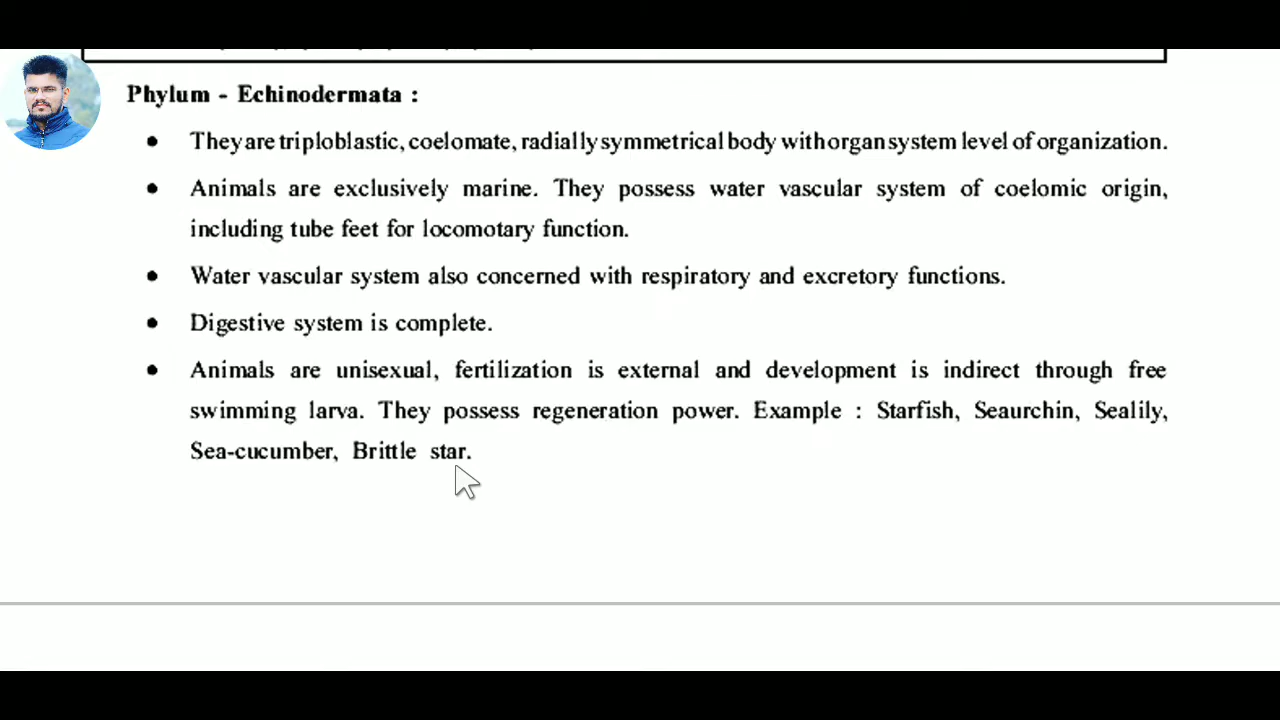 Phylum - Echinodermata :
• They are triploblastic, coelomate, radially symmetrical body with organ system level of organization.
• Animals are exclusively marine. They possess water vascular system of coelomic origin,
including tube feet for locomotary function.
• Water vascular system also concerned with respiratory and excretory functions.
• Digestive system is complete.
• Animals are unisexual, fertilization is external and development is indirect through free
swimming larva. They possess regeneration power. Example : Starfish, Seaurchin, Sealily,
Sea-cucumber, Brittle star.